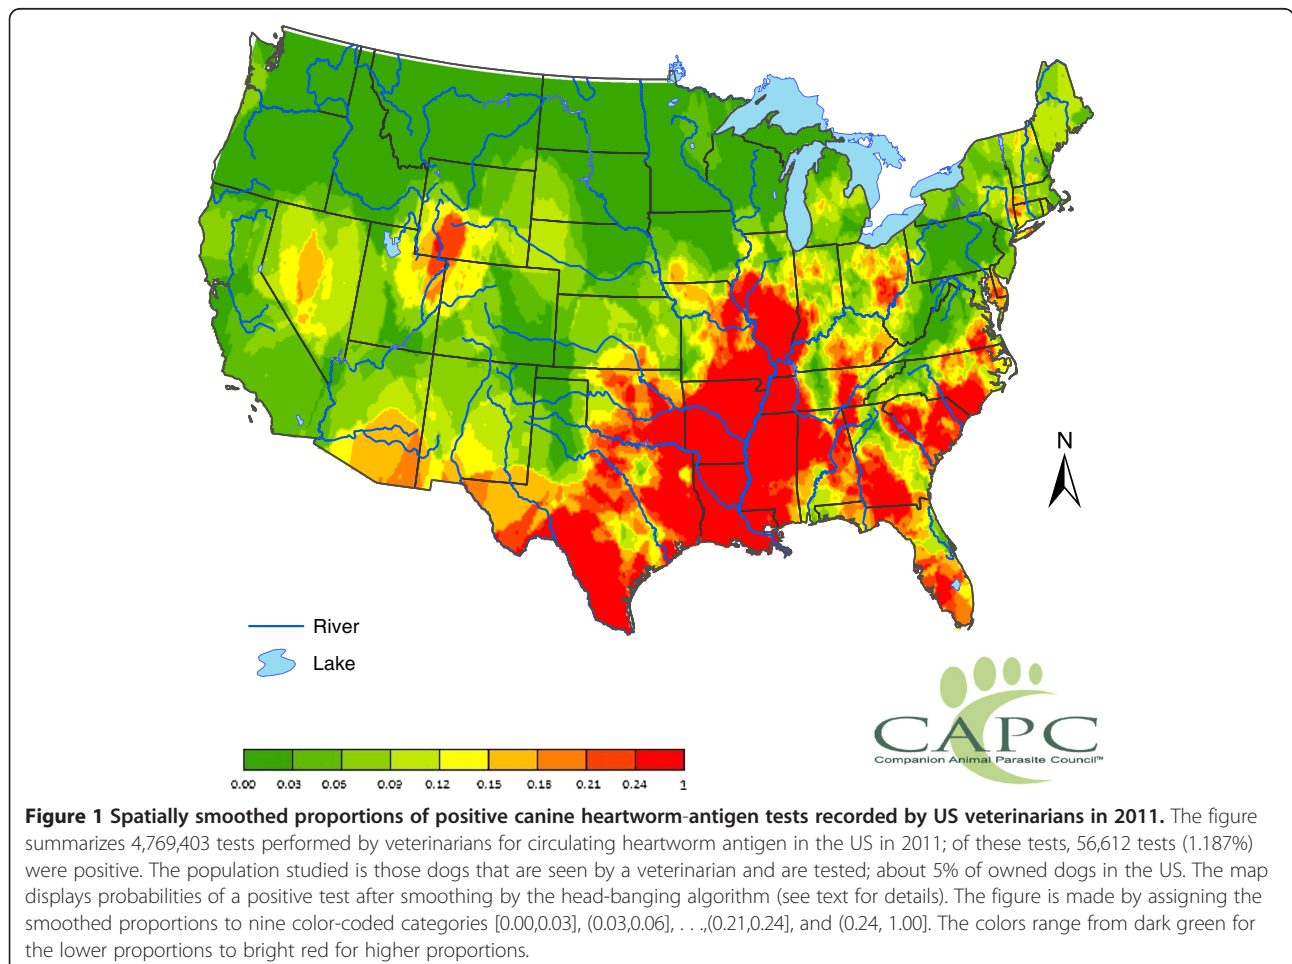 N
River
Lake
CAPC
Companion Animal Parasite Council™
0.00 0.03 0.06 0.09 0.12 0.15 0.18 0.21 0.24 1
Figure 1 Spatially smoothed proportions of positive canine heartworm-antigen tests recorded by US veterinarians in 2011. The figure
summarizes 4,769,403 tests performed by veterinarians for circulating heartworm antigen in the US in 2011; of these tests, 56,612 tests (1.187%)
were positive. The population studied is those dogs that are seen by a veterinarian and are tested; about 5% of owned dogs in the US. The map
displays probabilities of a positive test after smoothing by the head-banging algorithm (see text for details). The figure is made by assigning the
smoothed proportions to nine color-coded categories [0.00,0.03], (0.03,0.06], . . .,(0.21,0.24], and (0.24, 1.00]. The colors range from dark green for
the lower proportions to bright red for higher proportions.